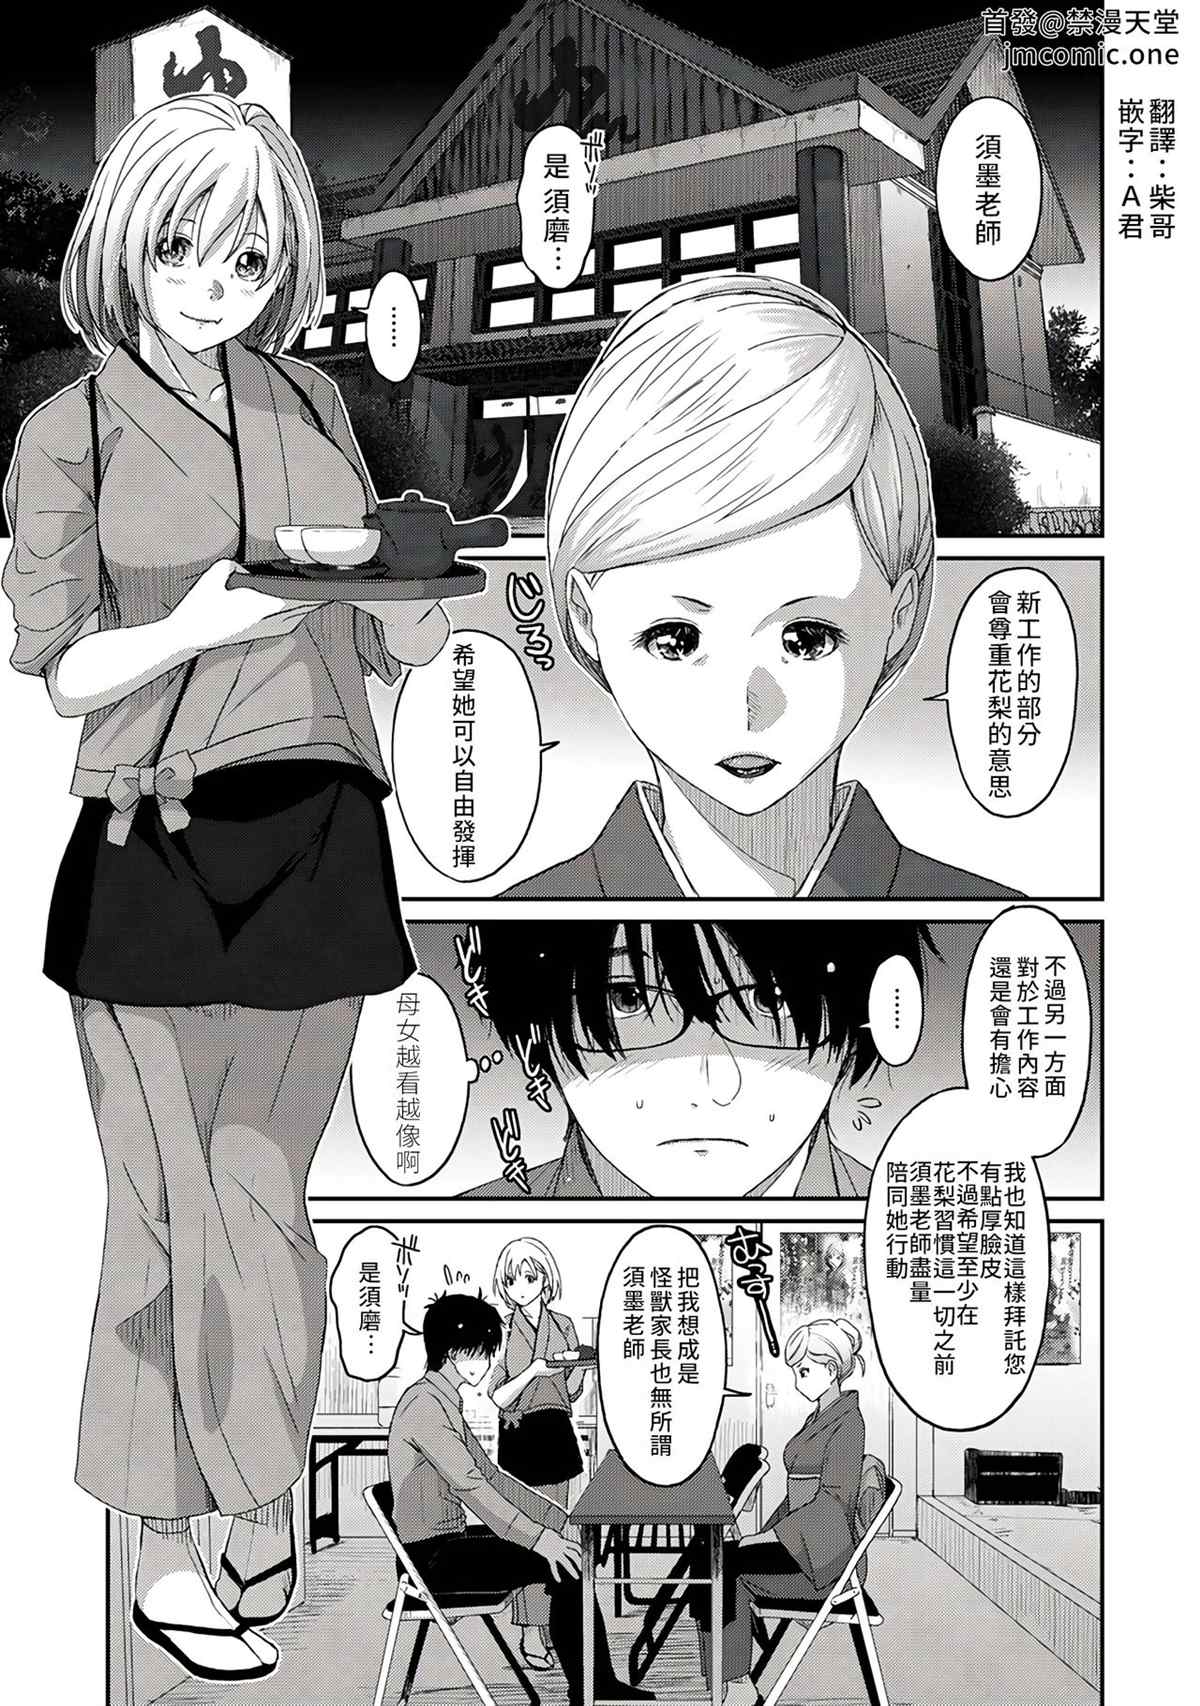 首發@禁漫天堂
jmcomic.one
翻譯：柴哥
嵌字：A君
須墨老師
ボソッ
是 須磨…
……
ゆ
新工作的部分
會尊重花梨的意思
じろっ
希望她可以自由發揮
不過另一方面
對於工作內容
還是會有擔心
……
どき
どき
どき
母女越看越像啊
我也知道這樣拜託您
有點厚臉皮
不過希望至少在
花梨習慣這一切之前
須墨老師盡量
陪同她行動
把我想成是
怪獸家長也無所謂
須墨老師
ボソッ
是須磨…